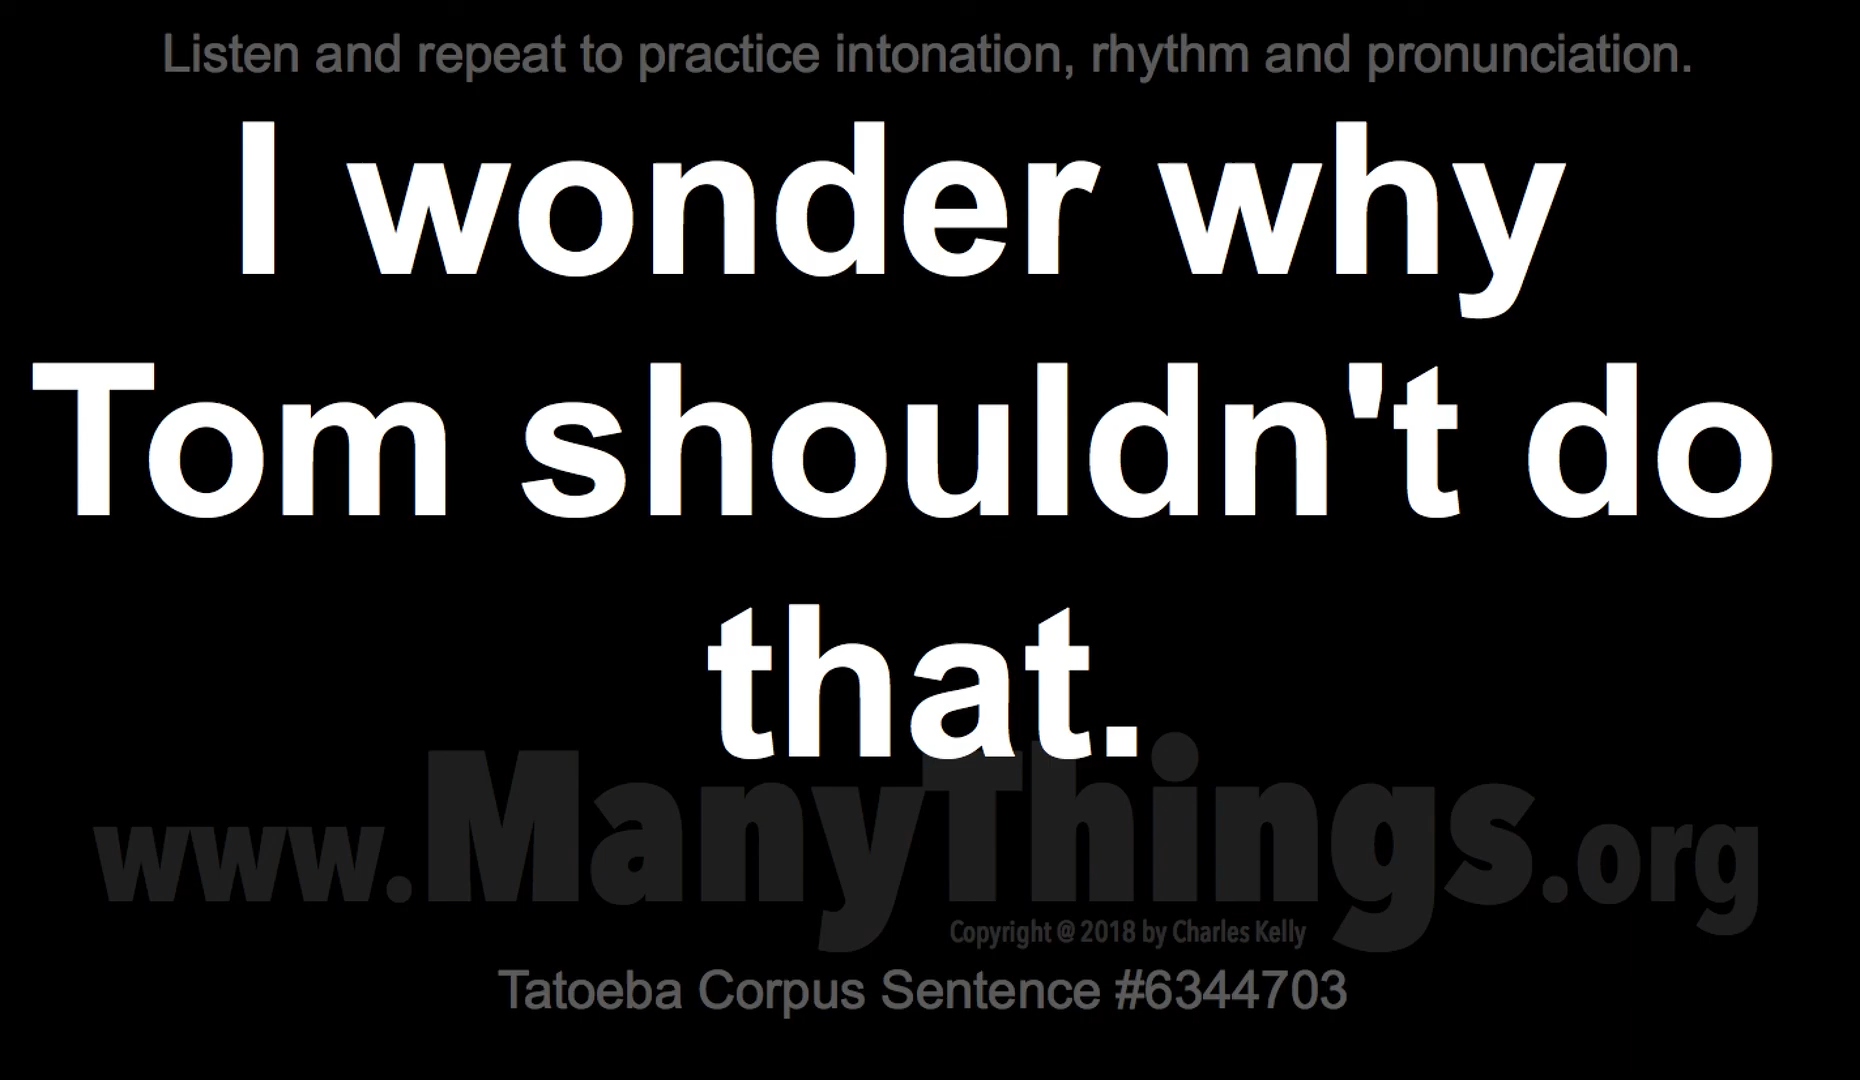 Listen and repeat to practice intonation, rhythm and pronunciation.
I wonder why
Tom shouldn't do
that.
www.ManyThings.org
Copyright @ 2018 by Charles Kelly
Tatoeba Corpus Sentence #6344703